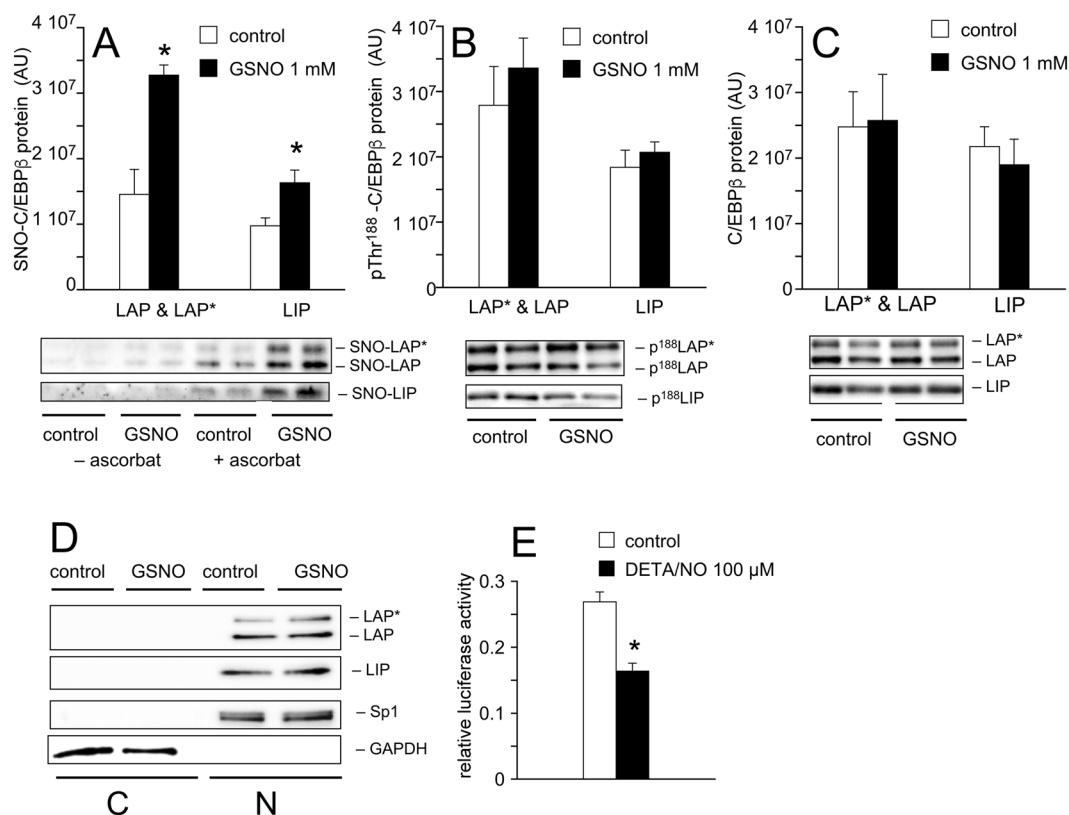 A
control
GSNO 1 mM
*
*
SNO-C/EBPβ protein (AU)
4 10⁷
3 10⁷
2 10⁷
1 10⁷
0
LAP & LAP*
LIP
– SNO-LAP*
– SNO-LAP
– SNO-LIP
control
GSNO
control
GSNO
– ascorbat
+ ascorbat
B
control
GSNO 1 mM
pThr¹⁸⁸-C/EBPβ protein (AU)
4 10⁷
3 10⁷
2 10⁷
1 10⁷
0
LAP* & LAP
LIP
– p¹⁸⁸LAP*
– p¹⁸⁸LAP
– p¹⁸⁸LIP
control
GSNO
C
control
GSNO 1 mM
C/EBPβ protein (AU)
4 10⁷
3 10⁷
2 10⁷
1 10⁷
0
LAP* & LAP
LIP
– LAP*
– LAP
– LIP
control
GSNO
D
control
GSNO
control
GSNO
– LAP*
– LAP
– LIP
– Sp1
– GAPDH
C
N
E
control
DETA/NO 100 µM
relative luciferase activity
0.3
0.2
0.1
0
*